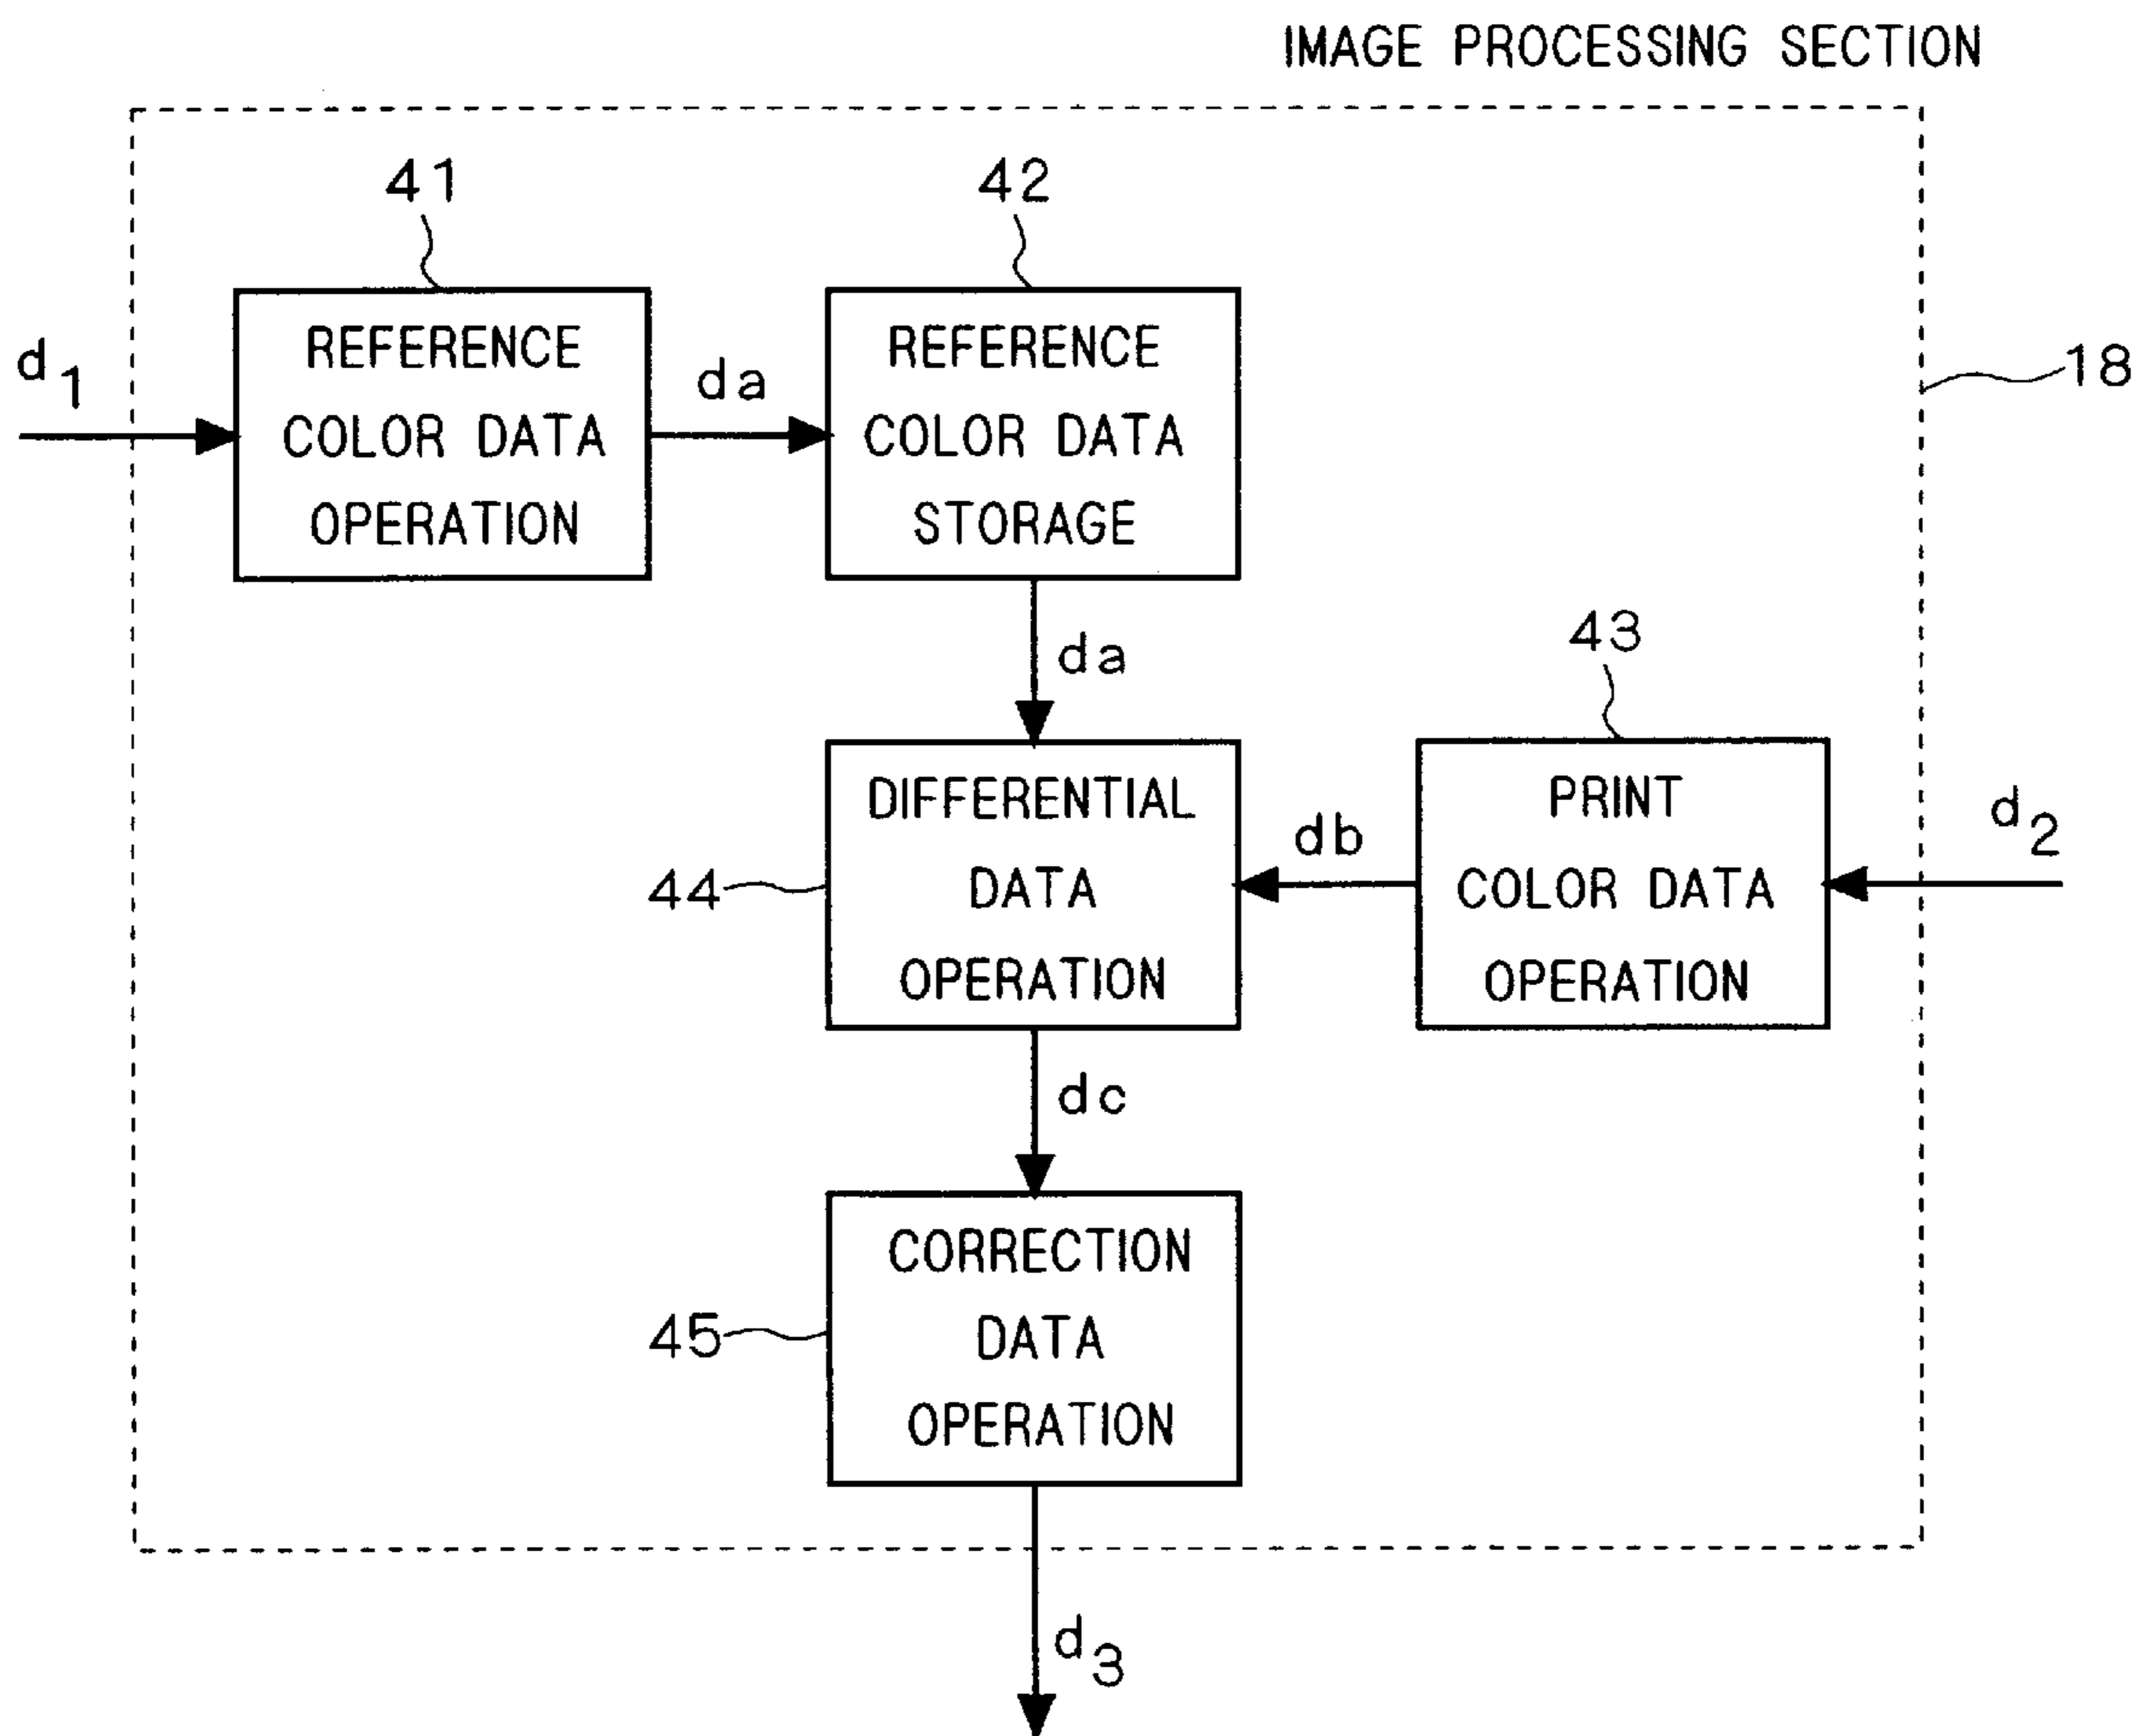 IMAGE PROCESSING SECTION
41
42
REFERENCE
COLOR DATA
OPERATION
REFERENCE
COLOR DATA
STORAGE
d1
da
18
da
43
DIFFERENTIAL
DATA
OPERATION
PRINT
COLOR DATA
OPERATION
44
db
d2
dc
CORRECTION
DATA
OPERATION
45
d3